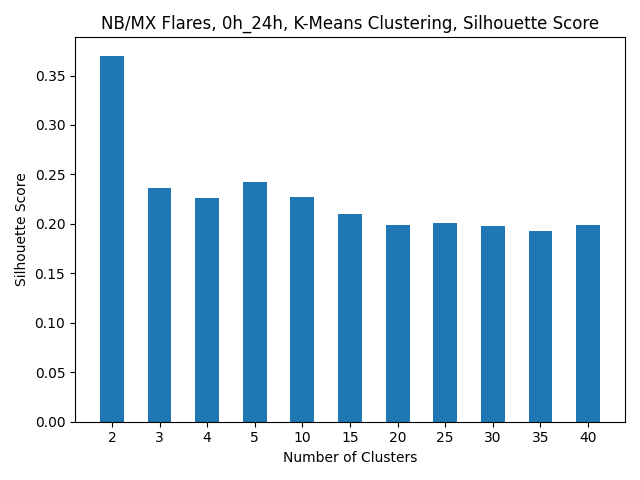 NB/MX Flares, 0h_24h, K-Means Clustering, Silhouette Score
Silhouette Score
0.35
0.30
0.25
0.20
0.15
0.10
0.05
0.00
2 3 4 5 10 15 20 25 30 35 40
Number of Clusters